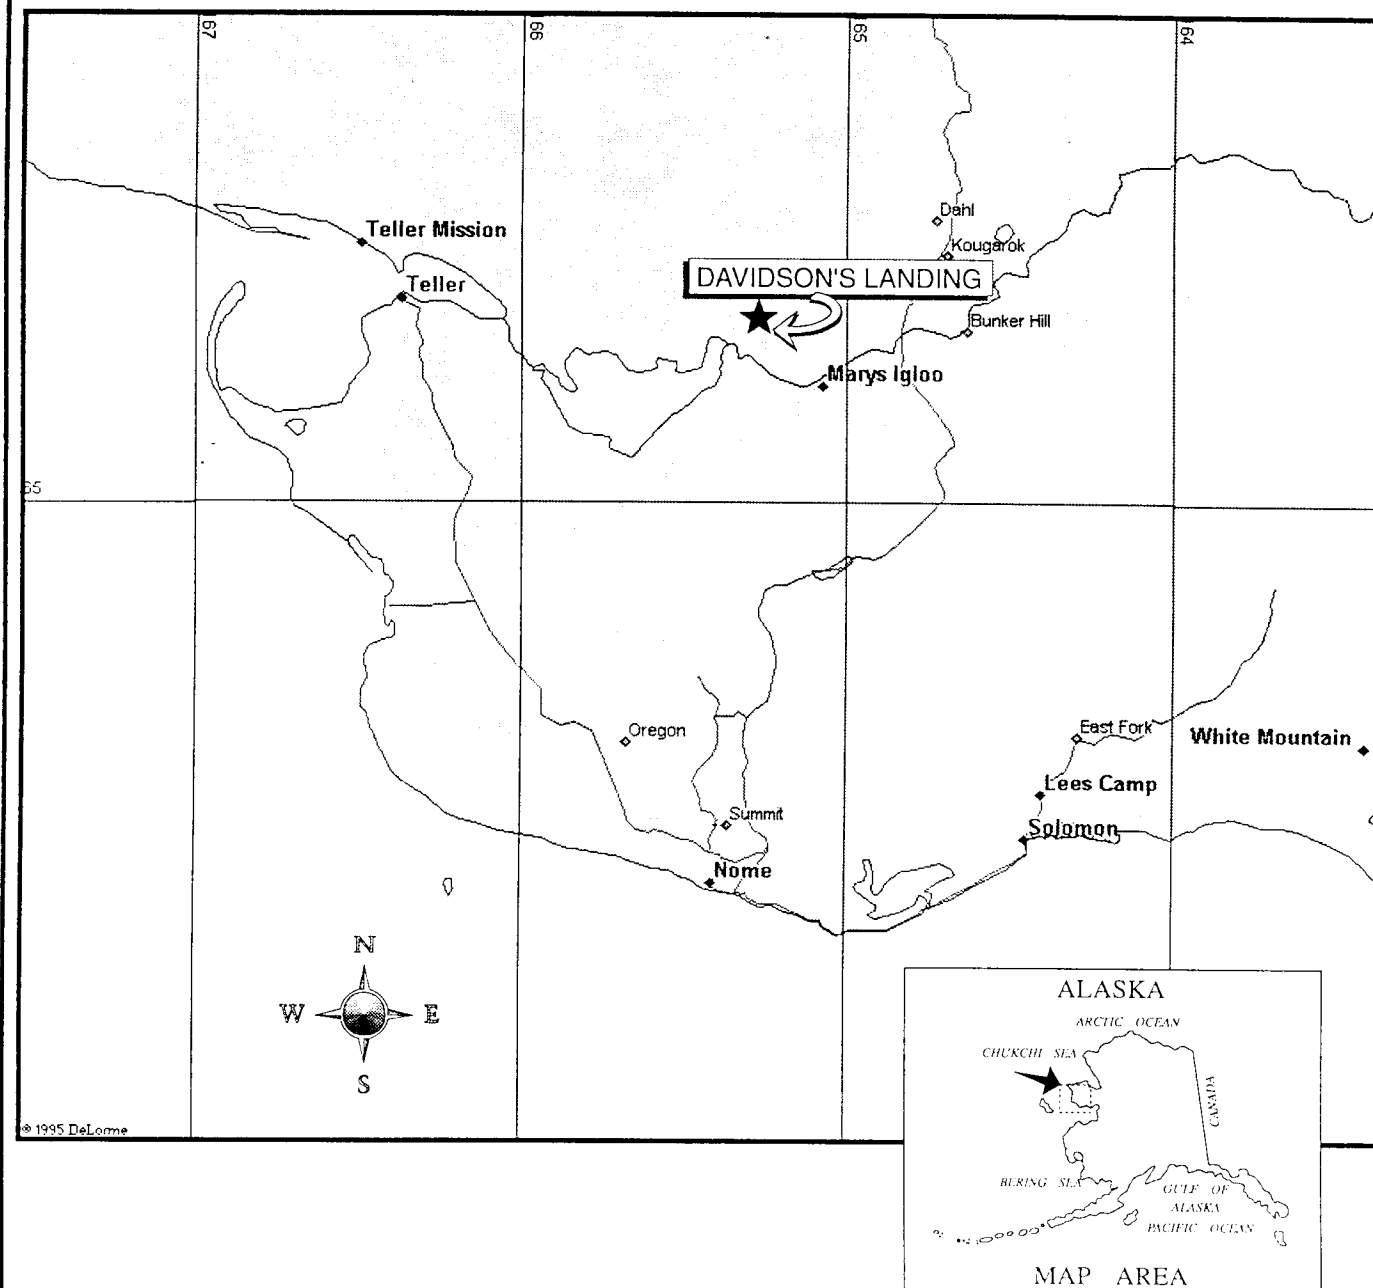 67
66
65
64
Dahl
Teller Mission
Kougarok
DAVIDSON'S LANDING
Teller
Bunker Hill
Marys Igloo
65
Oregon
East Fork
White Mountain
Lees Camp
Summit
Solomon
Nome
N
W E
S
© 1995 DeLorme
ALASKA
ARCTIC OCEAN
CHUKCHI SEA
CANADA
BERING SEA
GULF OF
ALASKA
PACIFIC OCEAN
MAP AREA